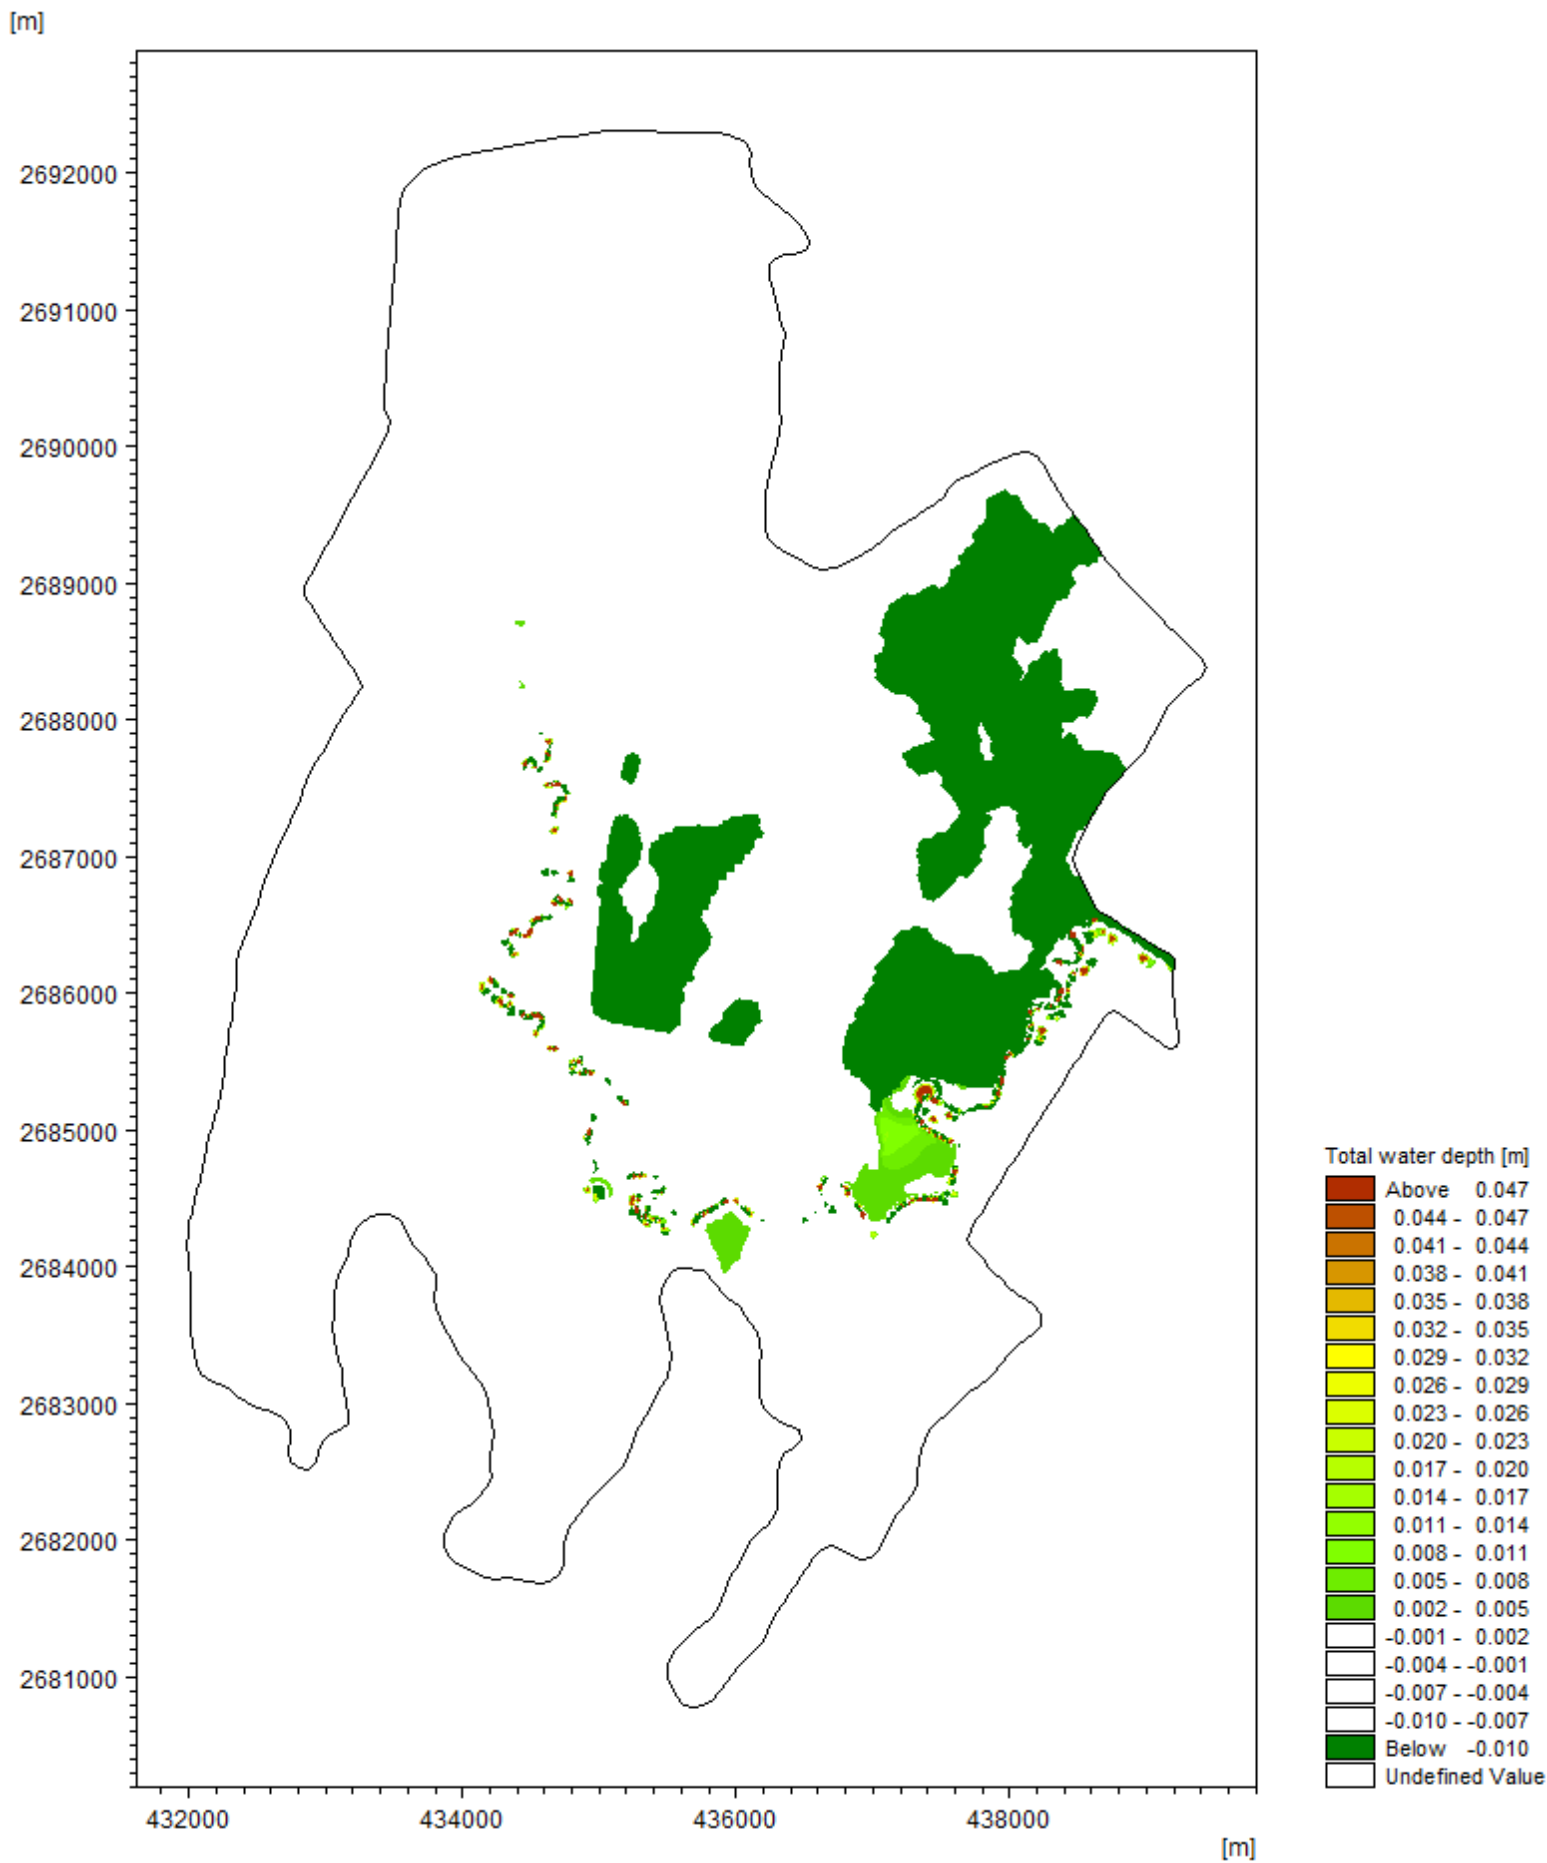 [m]
2692000
2691000
2690000
2689000
2688000
2687000
2686000
2685000
2684000
2683000
2682000
2681000
432000 434000 436000 438000
[m]
Total water depth [m]
Above 0.047
0.044 - 0.047
0.041 - 0.044
0.038 - 0.041
0.035 - 0.038
0.032 - 0.035
0.029 - 0.032
0.026 - 0.029
0.023 - 0.026
0.020 - 0.023
0.017 - 0.020
0.014 - 0.017
0.011 - 0.014
0.008 - 0.011
0.005 - 0.008
0.002 - 0.005
-0.001 - 0.002
-0.004 - -0.001
-0.007 - -0.004
-0.010 - -0.007
Below -0.010
Undefined Value